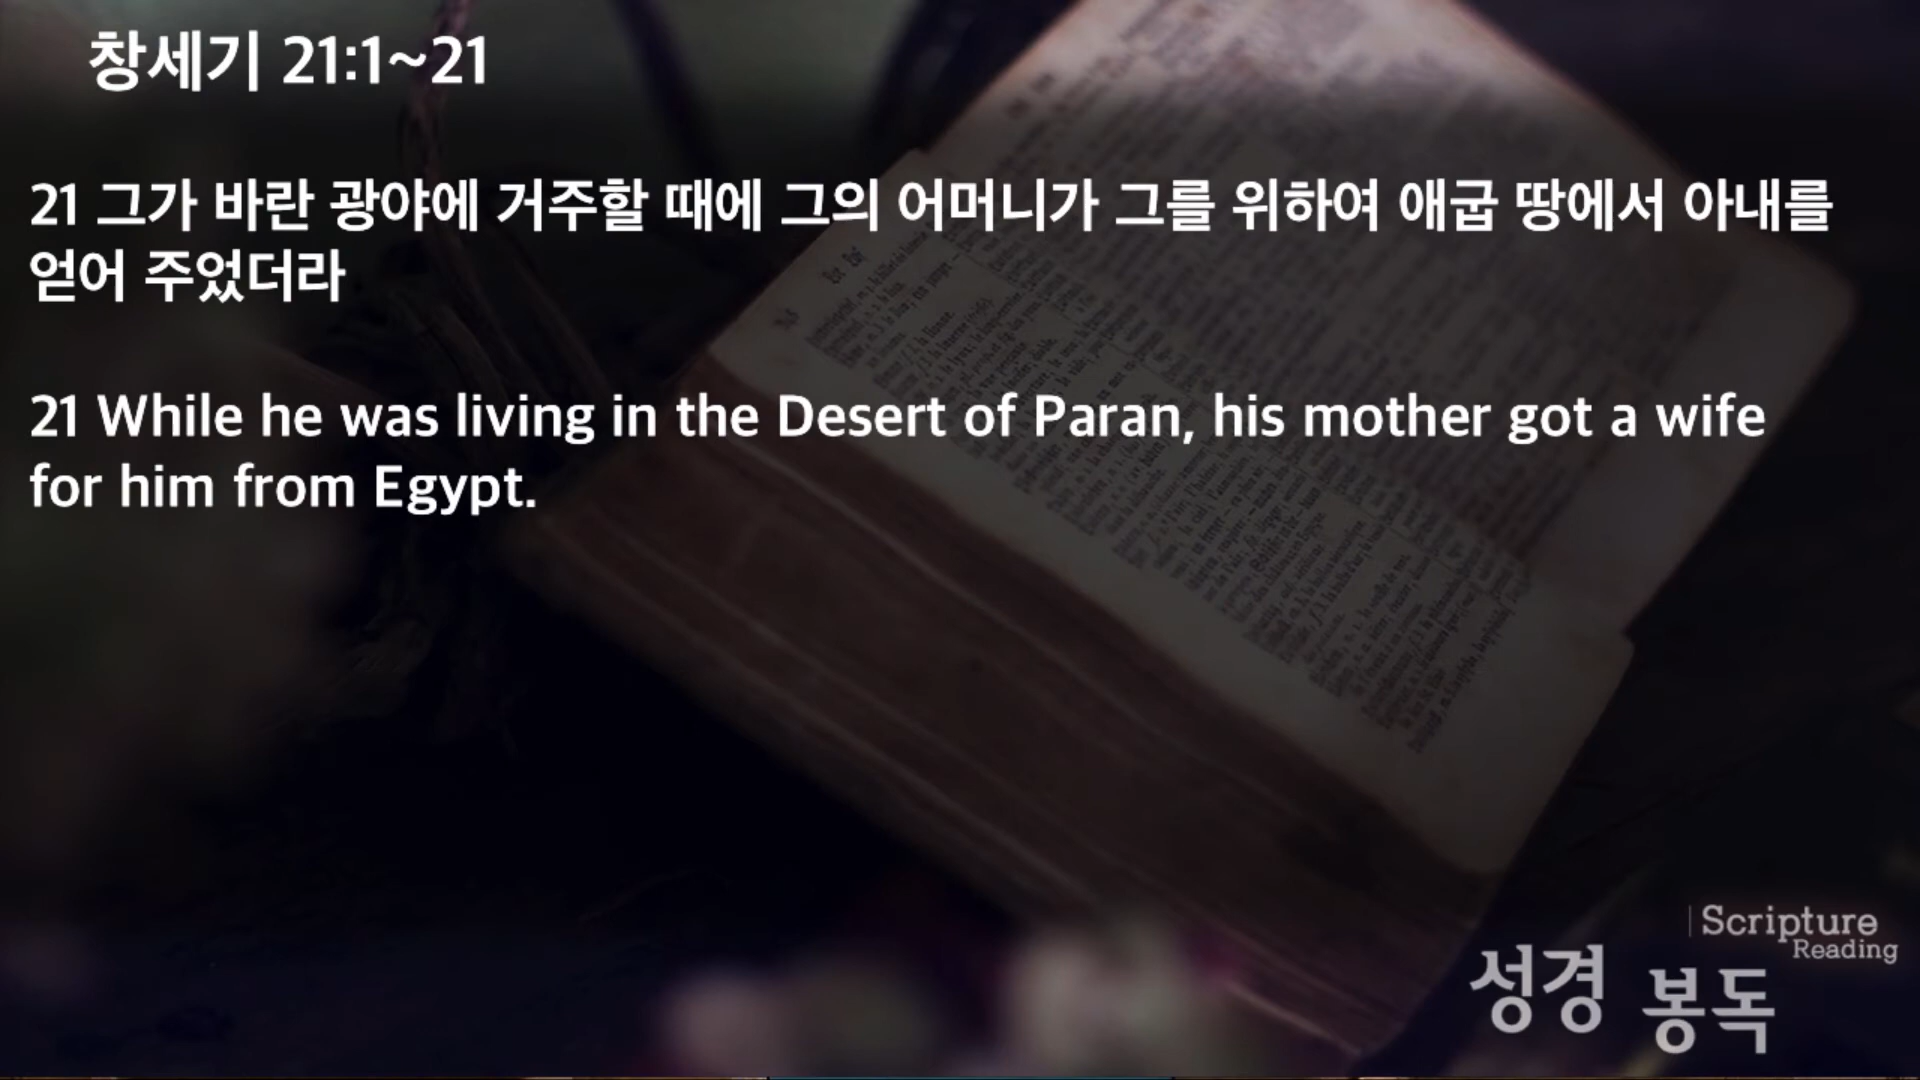 창세기 21:1~21
21 그가 바란 광야에 거주할 때에 그의 어머니가 그를 위하여 애굽 땅에서 아내를
얻어 주었더라
21 While he was living in the Desert of Paran, his mother got a wife
for him from Egypt.
Scripture
Reading
성경 봉독